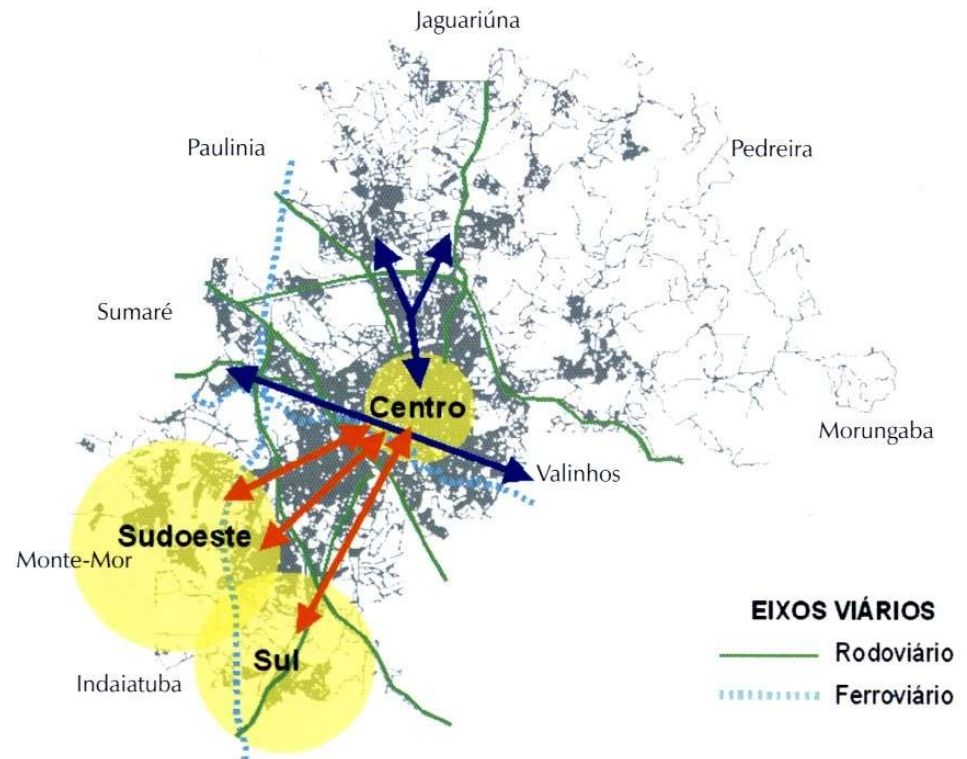 Jaguariúna
Paulinia
Pedreira
Sumaré
Centro
Morungaba
Valinhos
Sudoeste
Monte-Mor
Sul
Indaiatuba
EIXOS VIÁRIOS
Rodoviário
Ferroviário